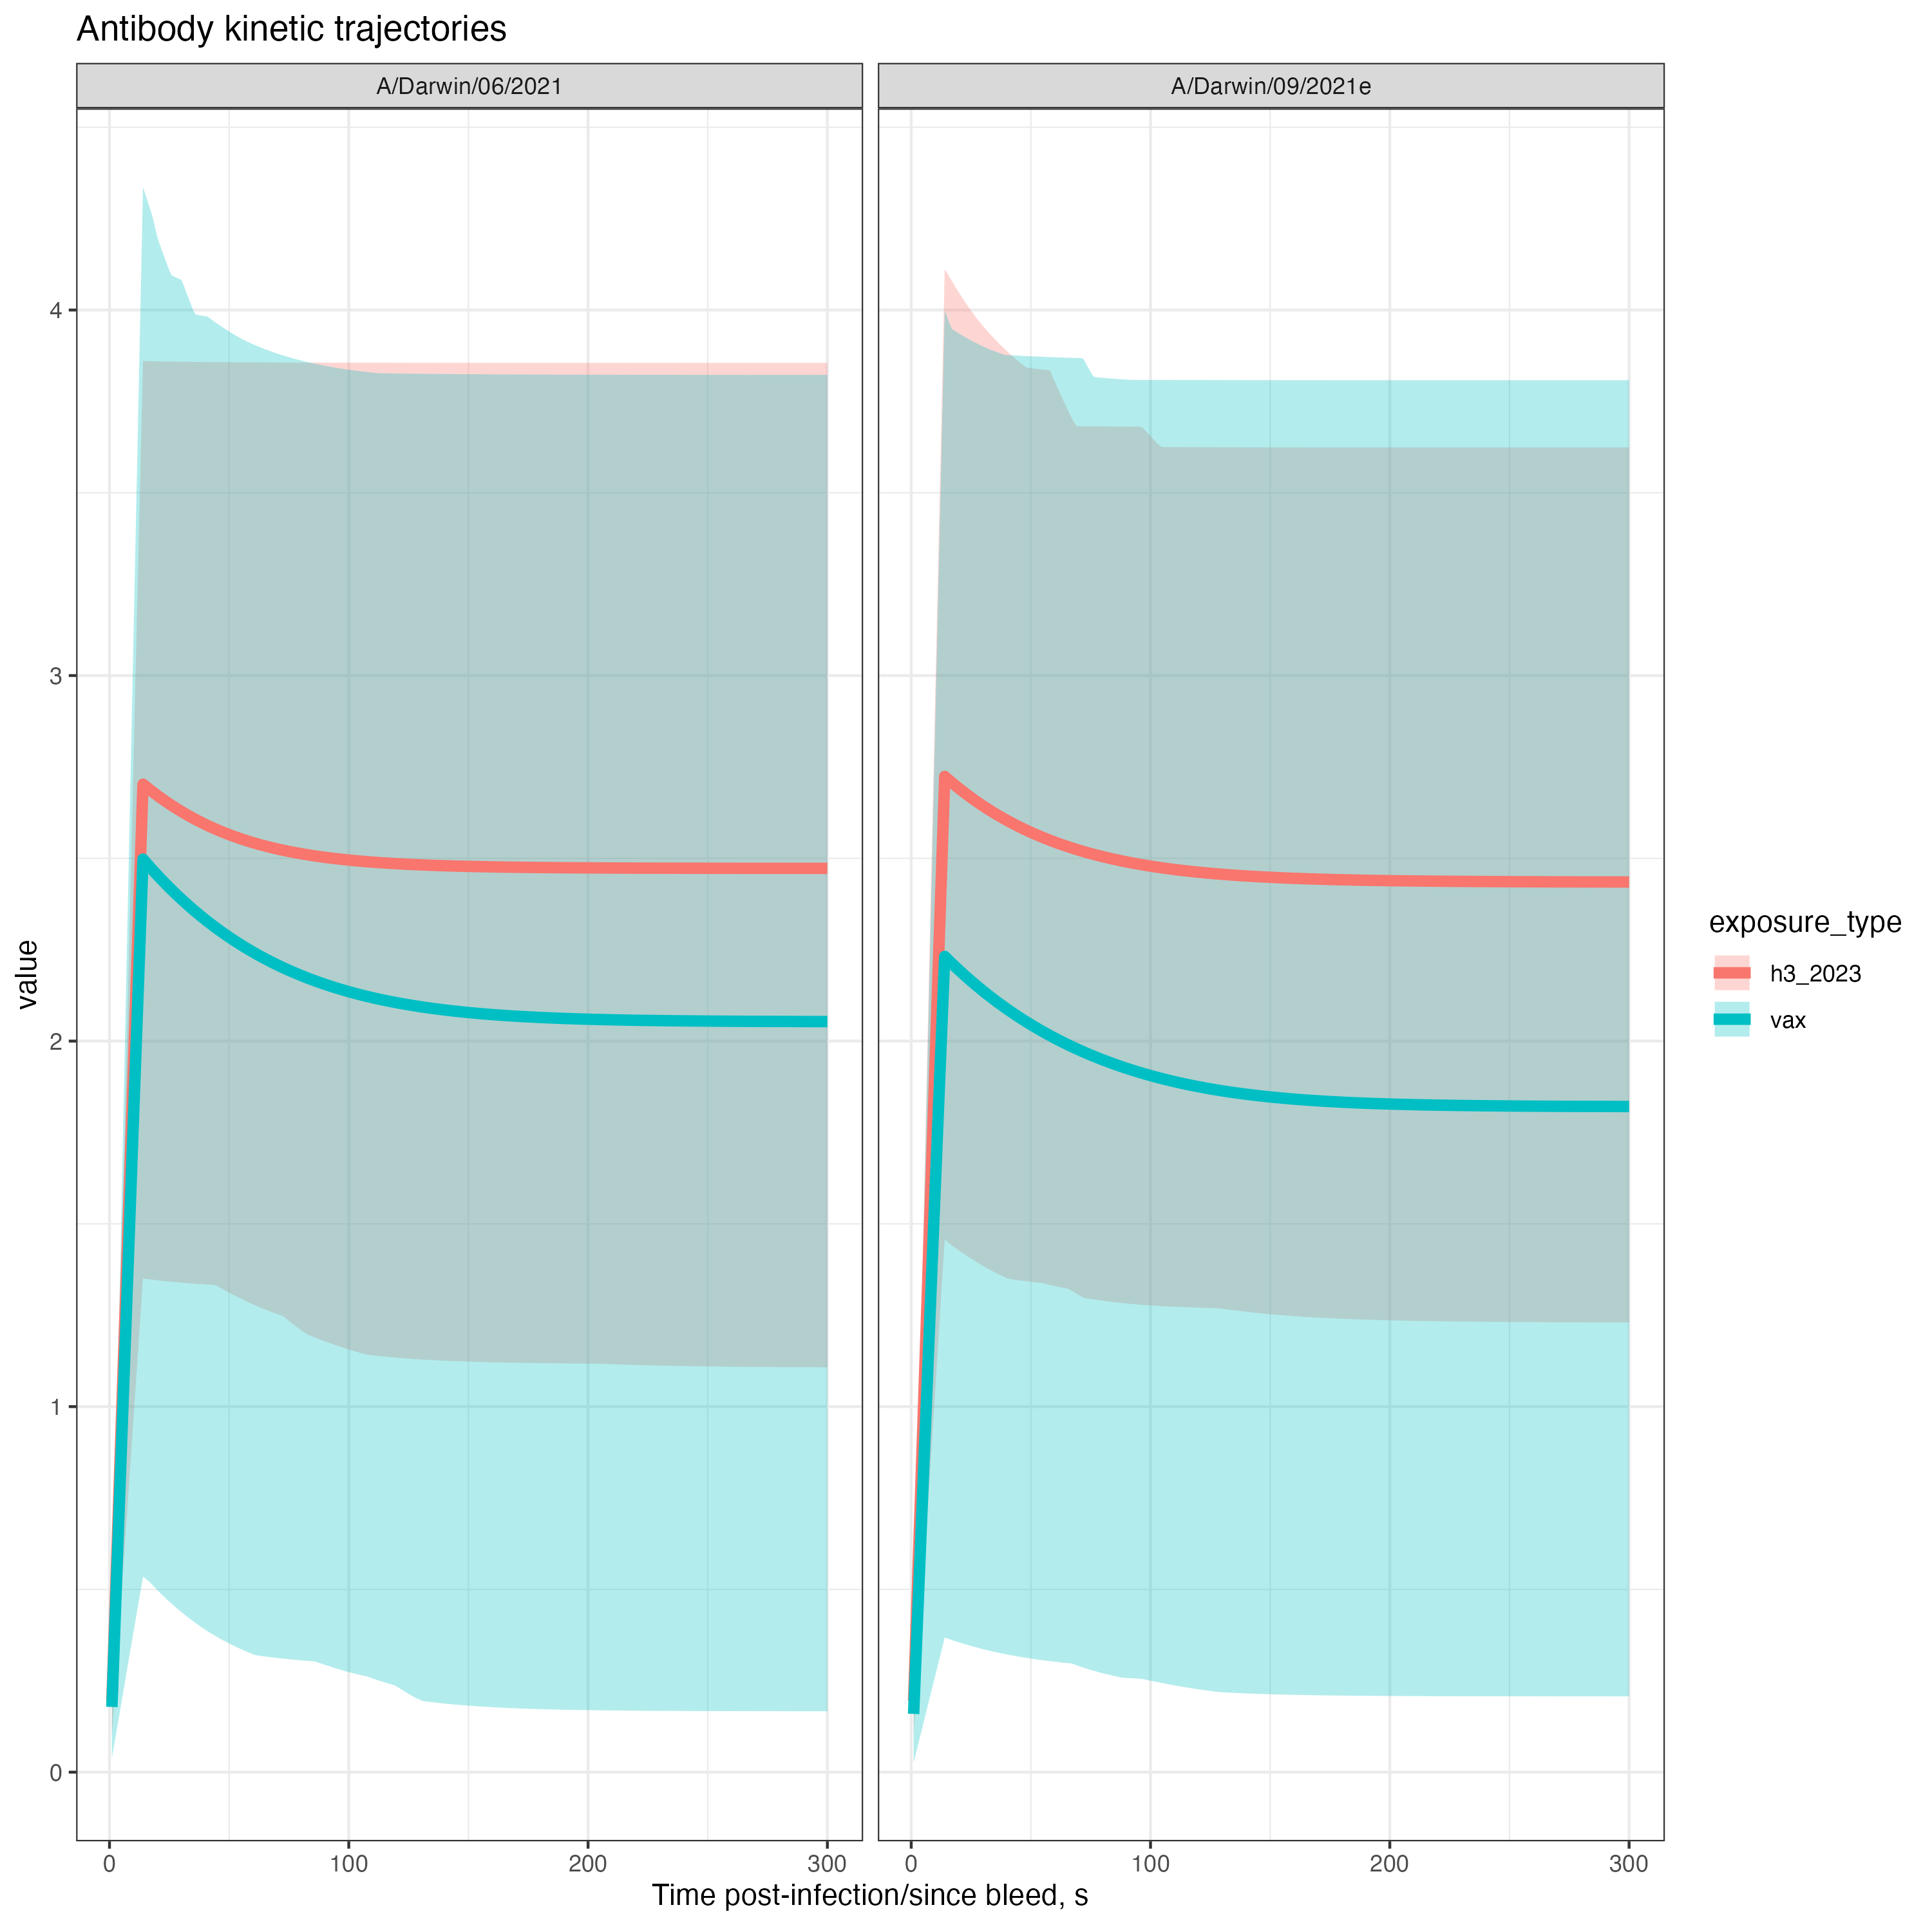 Antibody kinetic trajectories
A/Darwin/06/2021
A/Darwin/09/2021e
4
3
2
1
0
value
0
100
200
300
0
100
200
300
Time post-infection/since bleed, s
exposure_type
h3_2023
vax